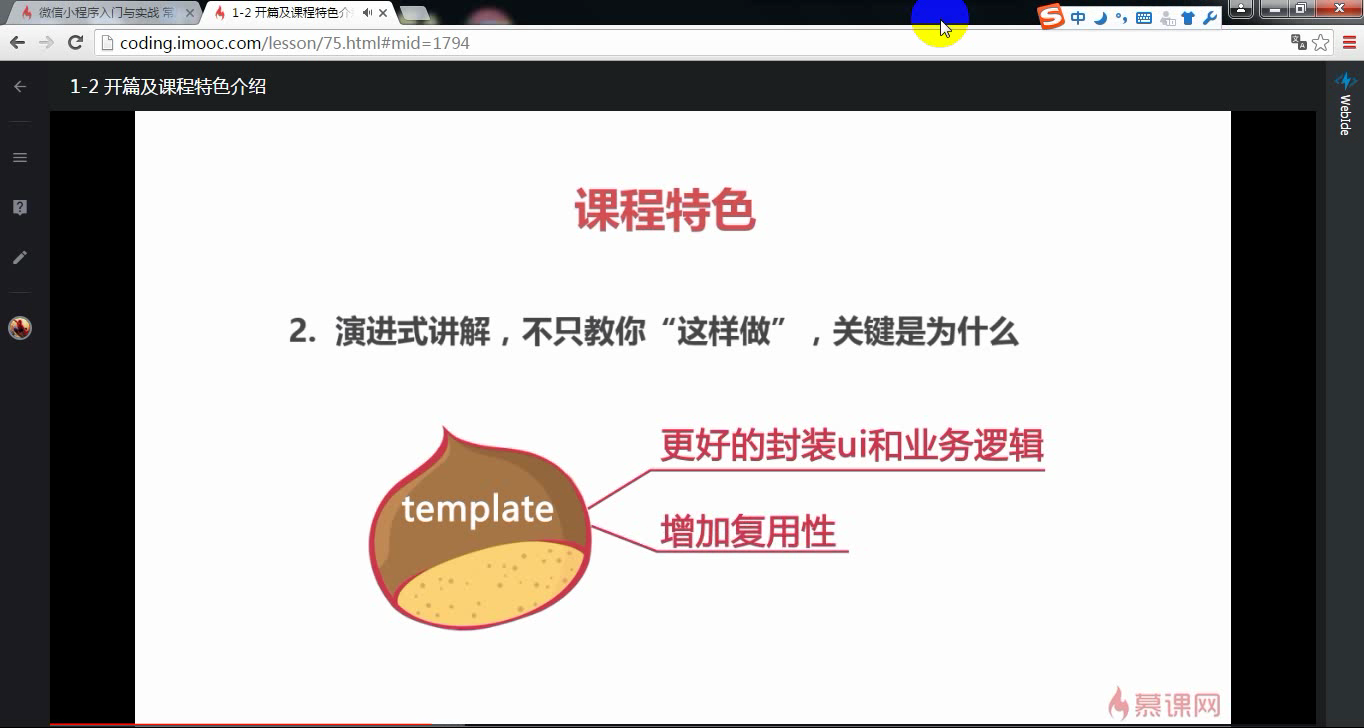 微信小程序入门与实战 常
1-2 开篇及课程特色介
中
coding.imooc.com/lesson/75.html#mid=1794
1-2 开篇及课程特色介绍
WebIde
课程特色
2. 演进式讲解，不只教你“这样做”，关键是为什么
更好的封装ui和业务逻辑
template
增加复用性
慕课网